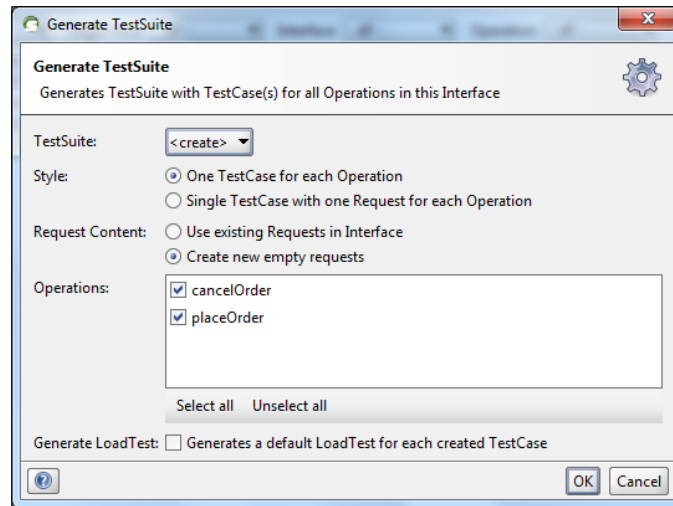 Generate TestSuite
Generate TestSuite
Generates TestSuite with TestCase(s) for all Operations in this Interface
TestSuite: <create>
Style: One TestCase for each Operation
Single TestCase with one Request for each Operation
Request Content: Use existing Requests in Interface
Create new empty requests
Operations: cancelOrder
placeOrder
Select all Unselect all
Generate LoadTest: Generates a default LoadTest for each created TestCase
OK Cancel